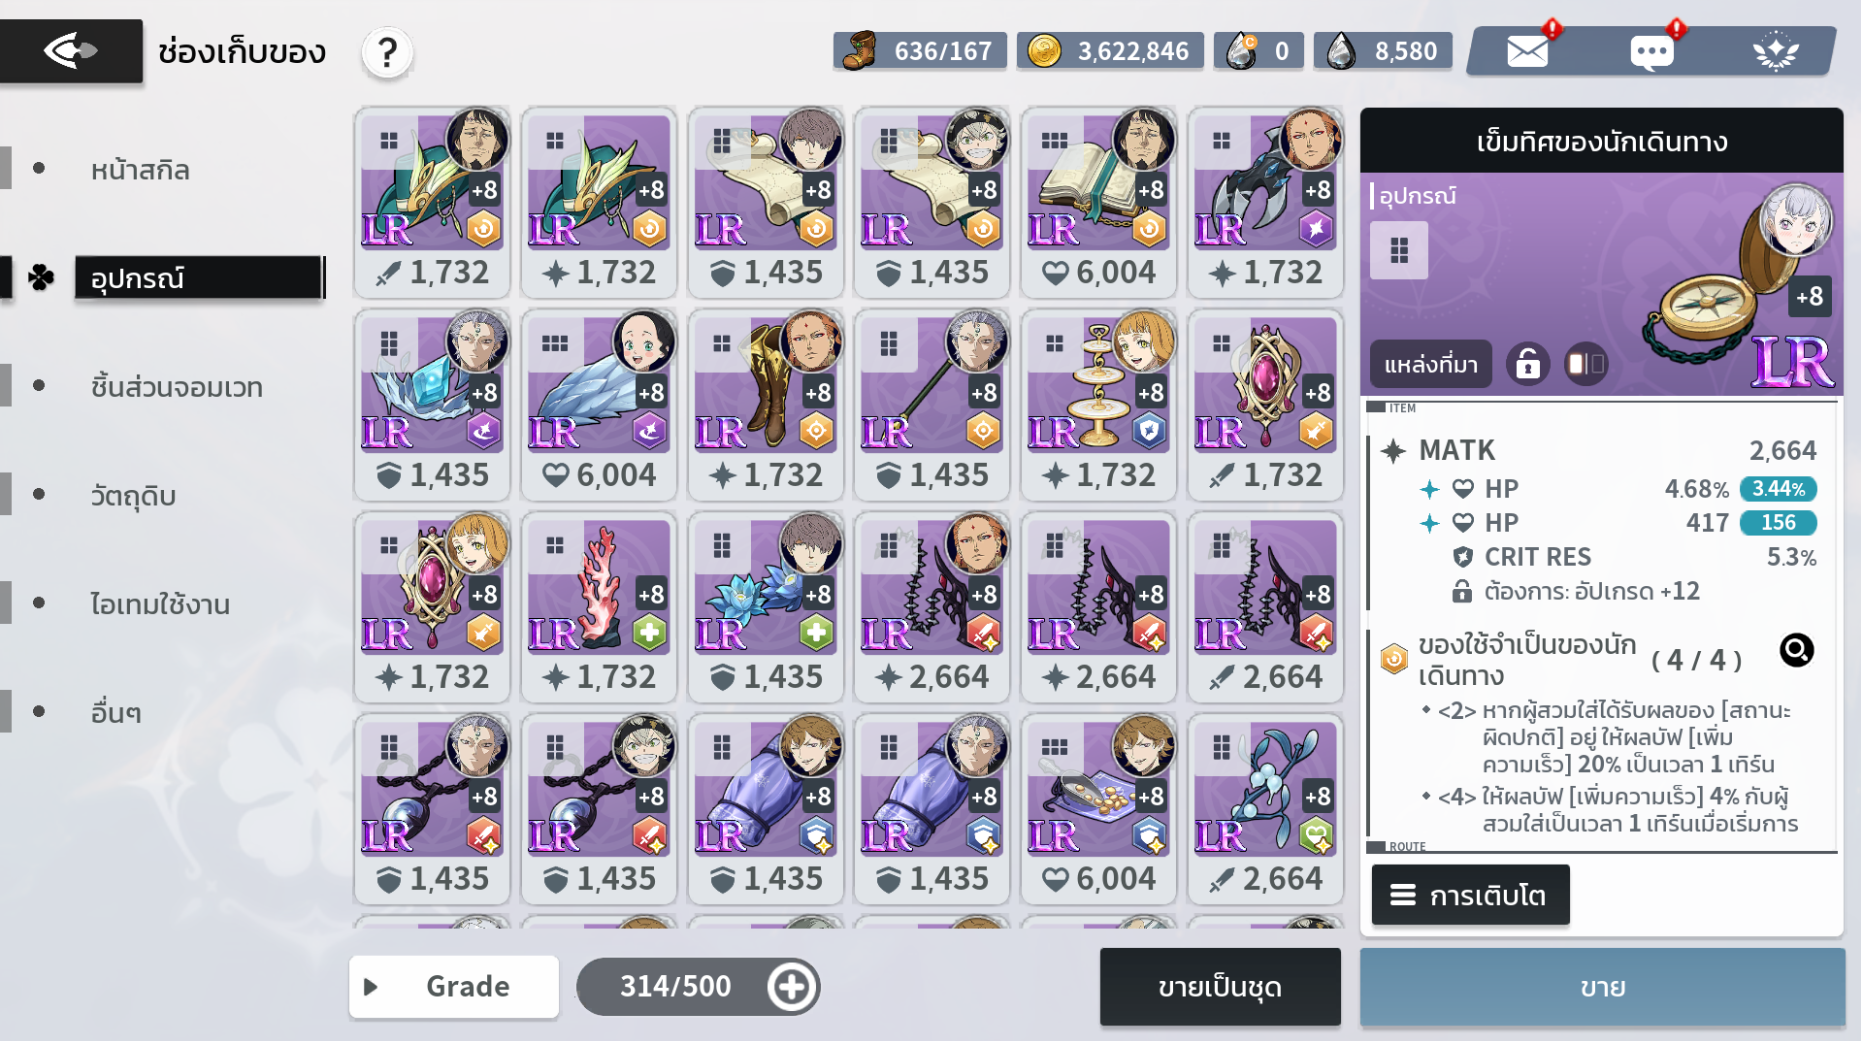 ช่องเก็บของ
?
636/167
3,622,846
C
0
8,580
หน้าสกิล
อุปกรณ์
ชิ้นส่วนจอมเวท
วัตถุดิบ
ไอเทมใช้งาน
อื่นๆ
+8 +8 +8 +8 +8 +8
LR LR LR LR LR LR
1,732 1,732 1,435 1,435 6,004 1,732
+8 +8 +8 +8 +8 +8
LR LR LR LR LR LR
1,435 6,004 1,732 1,435 1,732 1,732
+8 +8 +8 +8 +8 +8
LR LR LR LR LR LR
1,732 1,732 1,435 2,664 2,664 2,664
+8 +8 +8 +8 +8 +8
LR LR LR LR LR LR
1,435 1,435 1,435 1,435 6,004 2,664
Grade
314/500
ขายเป็นชุด
เข็มทิศของนักเดินทาง
อุปกรณ์
+8
แหล่งที่มา
LR
ITEM
MATK 2,664
HP 4.68% 3.44%
HP 417 156
CRIT RES 5.3%
ต้องการ: อัปเกรด +12
ของใช้จำเป็นของนัก
เดินทาง
( 4 / 4 )
<2> หากผู้สวมใส่ได้รับผลของ [สถานะ
ผิดปกติ] อยู่ ให้ผลบัฟ [เพิ่ม
ความเร็ว] 20% เป็นเวลา 1 เทิร์น
<4> ให้ผลบัฟ [เพิ่มความเร็ว] 4% กับผู้
สวมใส่เป็นเวลา 1 เทิร์นเมื่อเริ่มการ
ROUTE
การเติบโต
ขาย